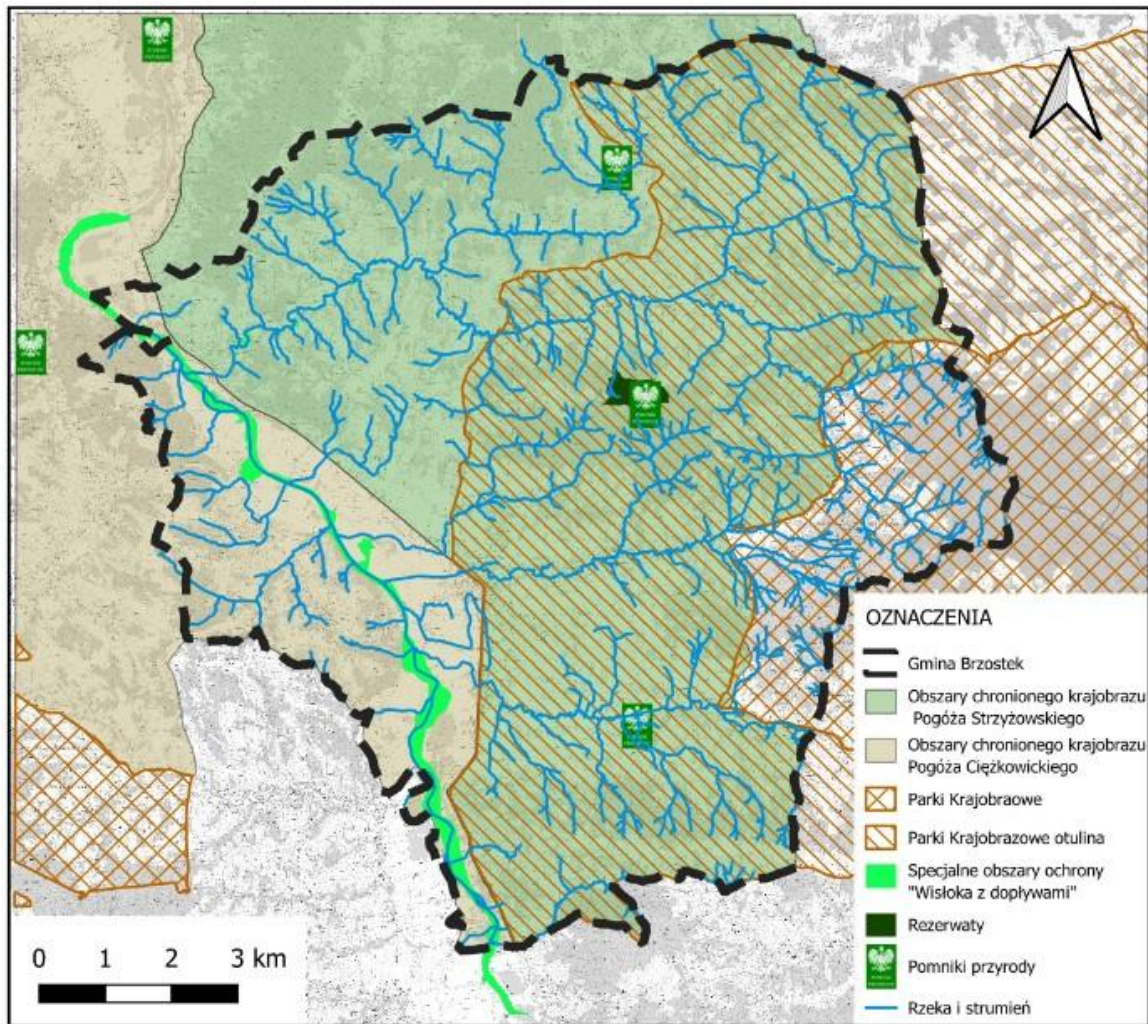 OZNACZENIA
Gmina Brzostek
Obszary chronionego krajobrazu
Pogóża Strzyżowskiego
Obszary chronionego krajobrazu
Pogóża Ciężkowickiego
Parki Krajobraowe
Parki Krajobrazowe otulina
Specjalne obszary ochrony
"Wisłoka z dopływami"
Rezerwaty
Pomniki przyrody
Rzeka i strumień
0 1 2 3 km